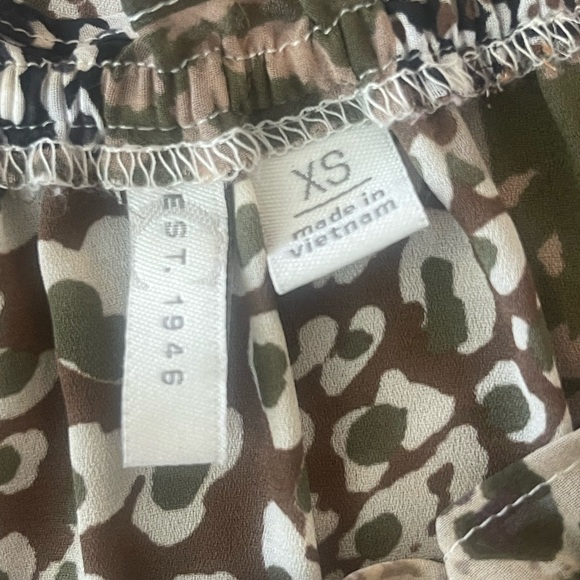 EST. 1946
XS
made in
vietnam